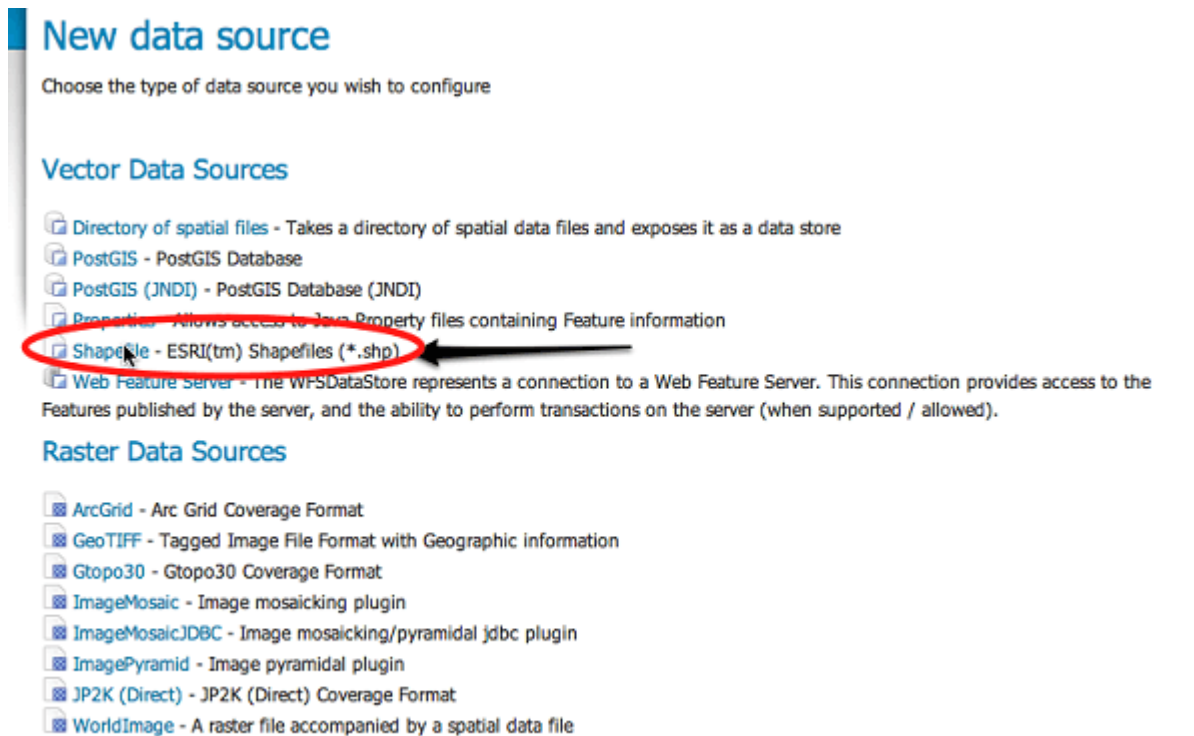 New data source
Choose the type of data source you wish to configure
Vector Data Sources
Directory of spatial files - Takes a directory of spatial data files and exposes it as a data store
PostGIS - PostGIS Database
PostGIS (JNDI) - PostGIS Database (JNDI)
Properties - Allows access to Java Property files containing Feature information
Shapefile - ESRI(tm) Shapefiles (*.shp)
Web Feature Server - The WFSDataStore represents a connection to a Web Feature Server. This connection provides access to the
Features published by the server, and the ability to perform transactions on the server (when supported / allowed).
Raster Data Sources
ArcGrid - Arc Grid Coverage Format
GeoTIFF - Tagged Image File Format with Geographic information
Gtopo30 - Gtopo30 Coverage Format
ImageMosaic - Image mosaicking plugin
ImageMosaicJDBC - Image mosaicking/pyramidal jdbc plugin
ImagePyramid - Image pyramidal plugin
JP2K (Direct) - JP2K (Direct) Coverage Format
WorldImage - A raster file accompanied by a spatial data file